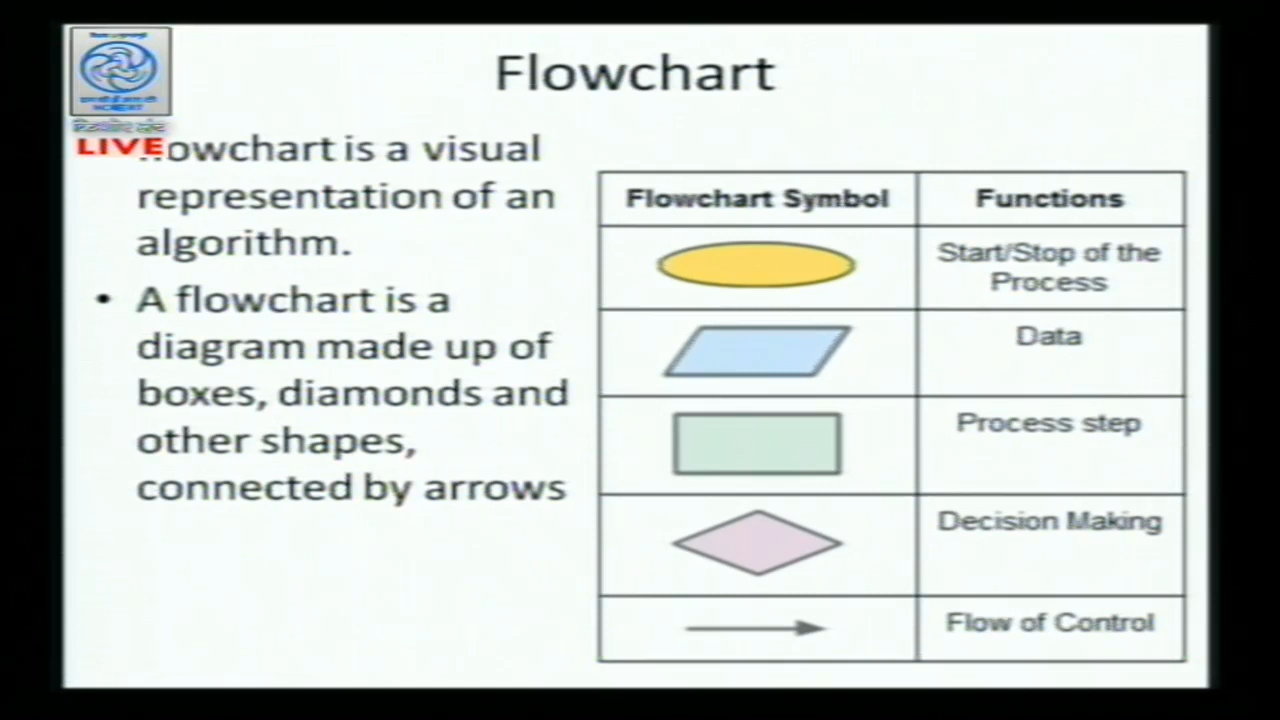 Flowchart
NCERT
LIVE
flowchart is a visual
representation of an
algorithm.
• A flowchart is a
diagram made up of
boxes, diamonds and
other shapes,
connected by arrows
Flowchart Symbol Functions
Start/Stop of the
Process
Data
Process step
Decision Making
Flow of Control